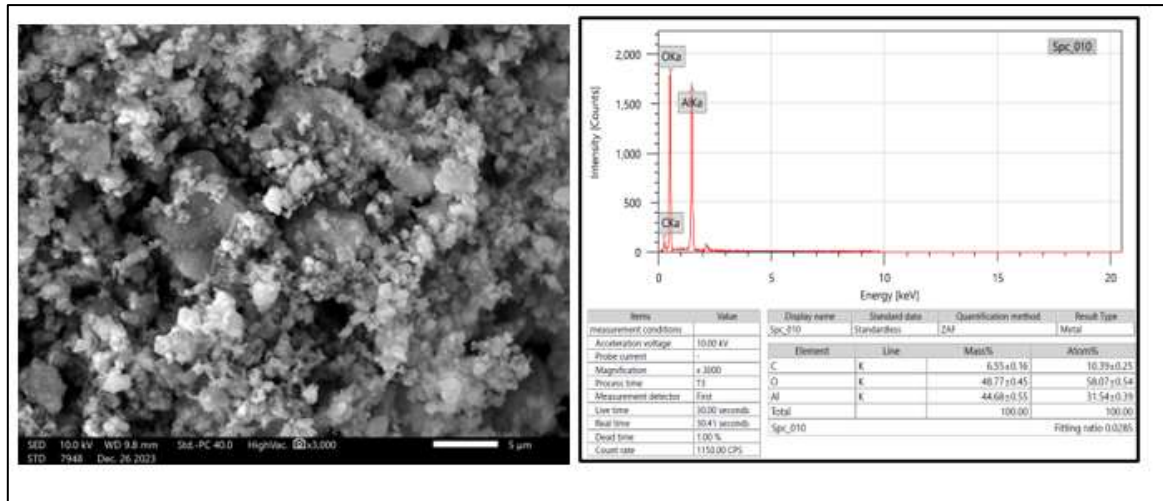 SED 10.0 kV WD 9.8 mm Std.-PC 40.0 HighVac. x3,000 5 µm
STD 7948 Dec. 26 2023
Spc_010
2,000
OKa
1,500
AlKa
1,000
500
CKa
0
0 5 10 15 20
Intensity [Counts]
Energy [keV]
Items Value
measurement conditions
Acceleration voltage 10.00 kV
Probe current -
Magnification x 3000
Process time T3
Measurement detector First
Live time 30.00 seconds
Real time 30.41 seconds
Dead time 1.00 %
Count rate 1150.00 CPS
Display name Standard data Quantification method Result Type
Spc_010 Standardless ZAF Metal
Element Line Mass% Atom%
C K 6.55±0.16 10.39±0.25
O K 48.77±0.45 58.07±0.54
Al K 44.68±0.55 31.54±0.39
Total 100.00 100.00
Spc_010 Fitting ratio 0.0285